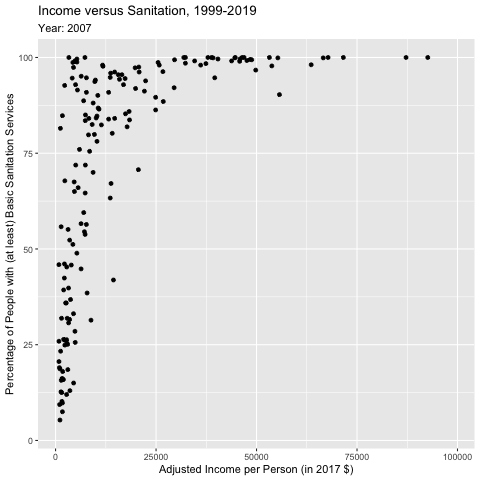 Income versus Sanitation, 1999-2019
Year: 2007
Percentage of People with (at least) Basic Sanitation Services
100
75
50
25
0
0 25000 50000 75000 100000
Adjusted Income per Person (in 2017 $)